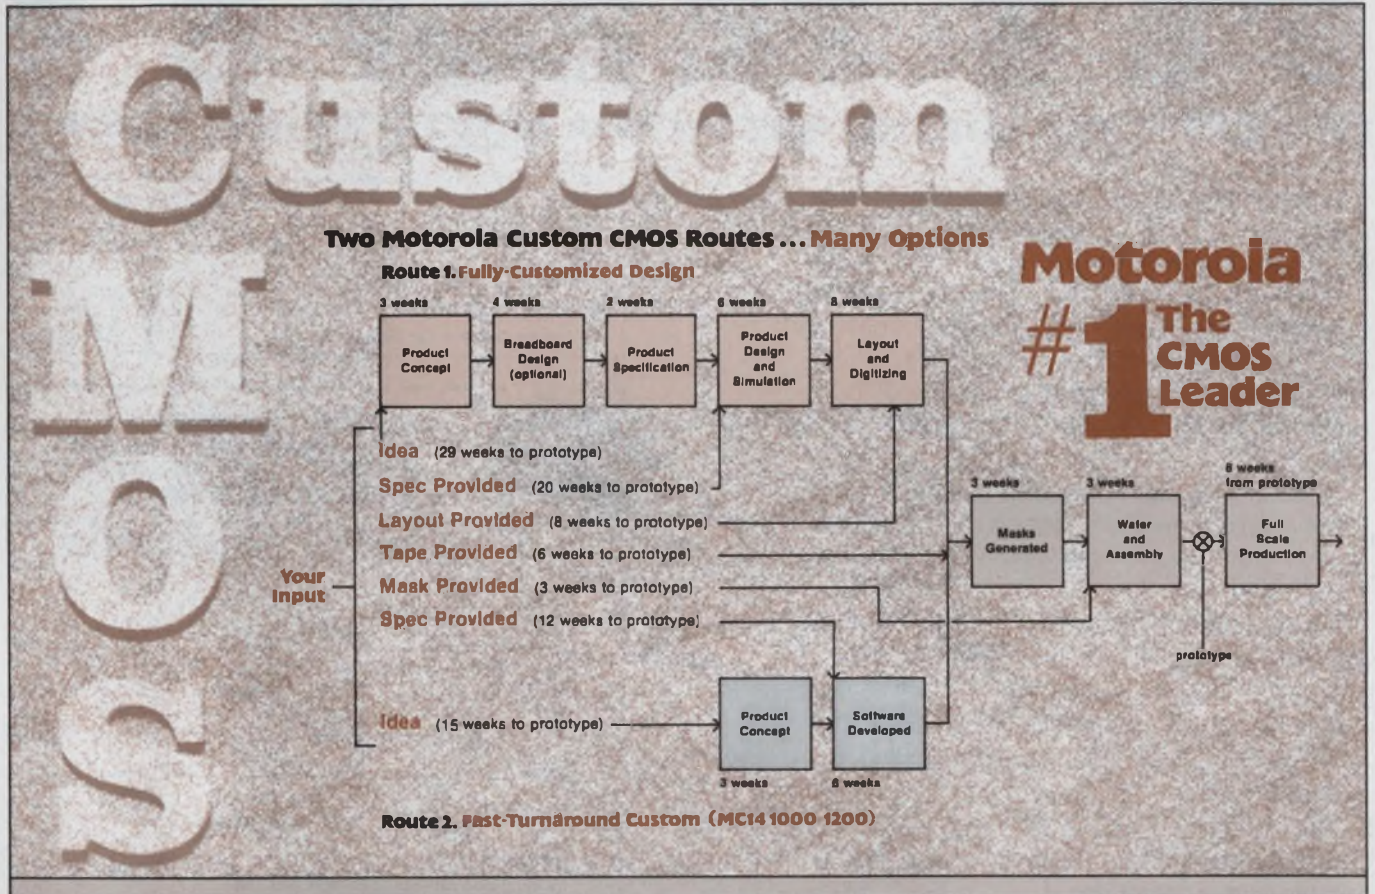 Custom
CMOS
Two Motorola Custom CMOS Routes... Many Options
Route 1. Fully-Customized Design
3 weeks
4 weeks
2 weeks
6 weeks
8 weeks
Product
Concept
Breadboard
Design
(optional)
Product
Specification
Product
Design
and
Simulation
Layout
and
Digitizing
Motorola
#1 The
CMOS
Leader
Idea (29 weeks to prototype)
Spec Provided (20 weeks to prototype)
Layout Provided (8 weeks to prototype)
Tape Provided (6 weeks to prototype)
Mask Provided (3 weeks to prototype)
Spec Provided (12 weeks to prototype)
Idea (15 weeks to prototype)
Your
Input
3 weeks
Masks
Generated
3 weeks
Wafer
and
Assembly
weeks
from prototype
Full
Scale
Production
prototype
Product
Concept
3 weeks
Software
Developed
6 weeks
Route 2. Fast-Turnaround Custom (MC14 1000 1200)